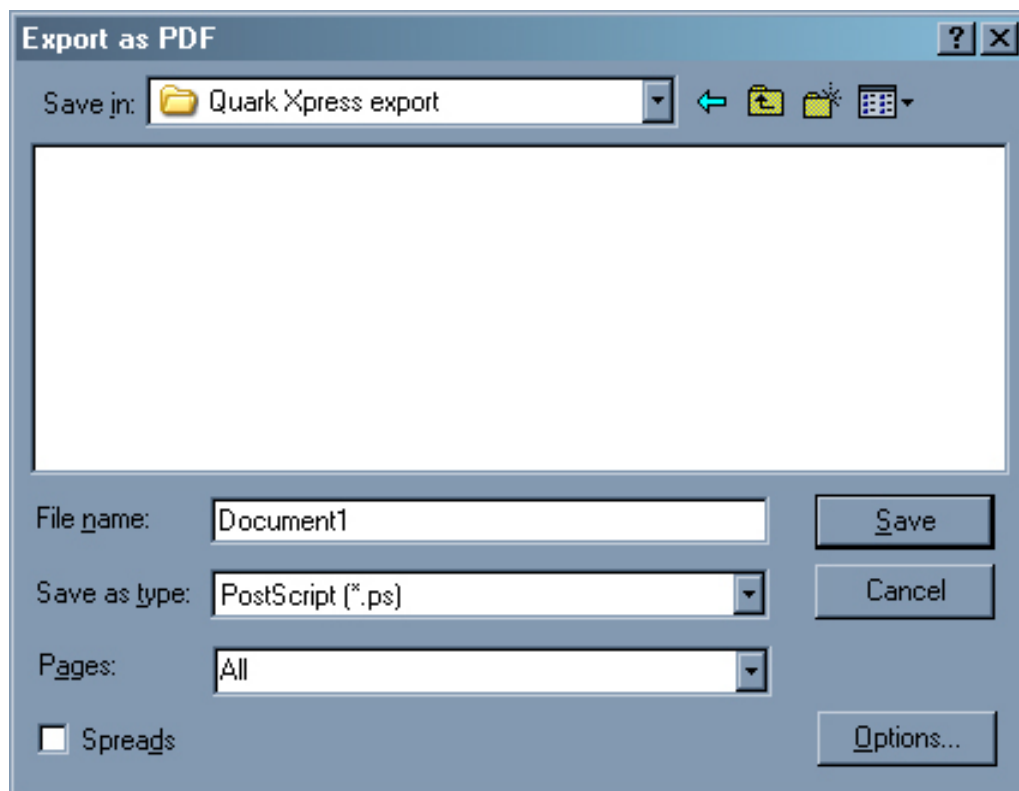 Export as PDF
Save in: Quark Xpress export
File name: Document1 Save
Save as type: PostScript (*.ps) Cancel
Pages: All
Spreads Options...